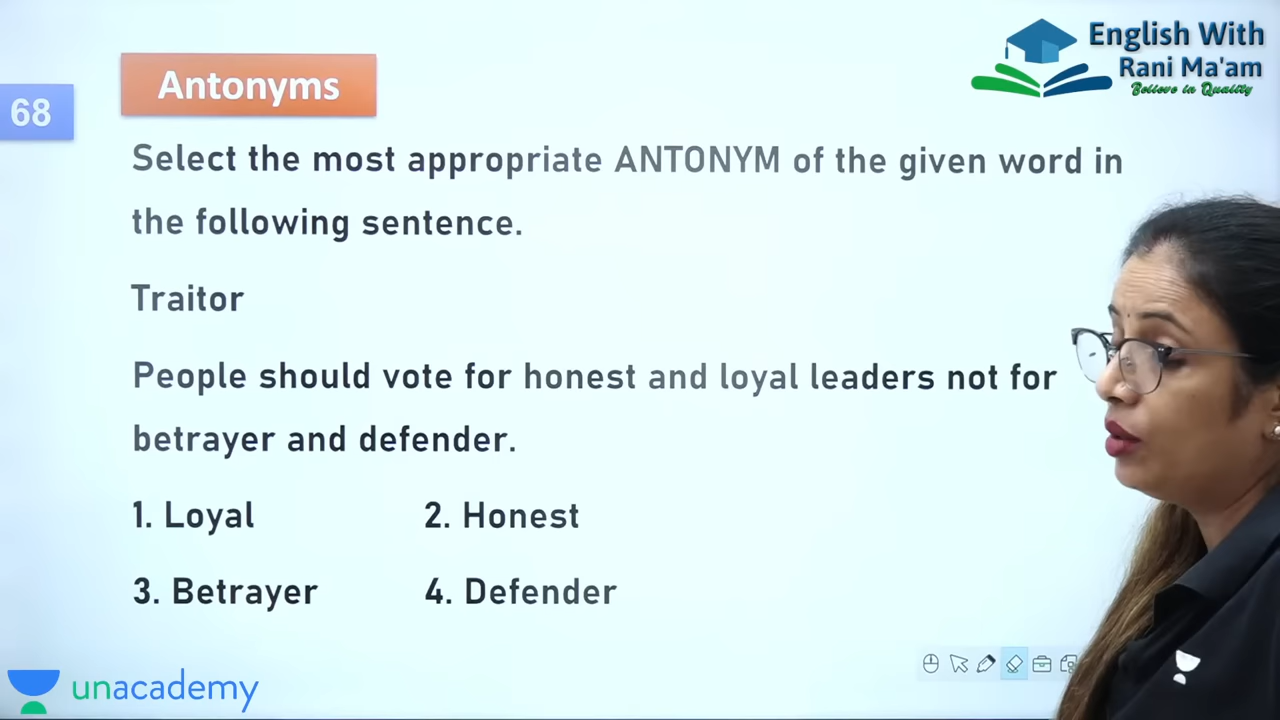 English With
Rani Ma'am
Believe in Quality
Antonyms
68
Select the most appropriate ANTONYM of the given word in
the following sentence.
Traitor
People should vote for honest and loyal leaders not for
betrayer and defender.
1. Loyal 2. Honest
3. Betrayer 4. Defender
unacademy